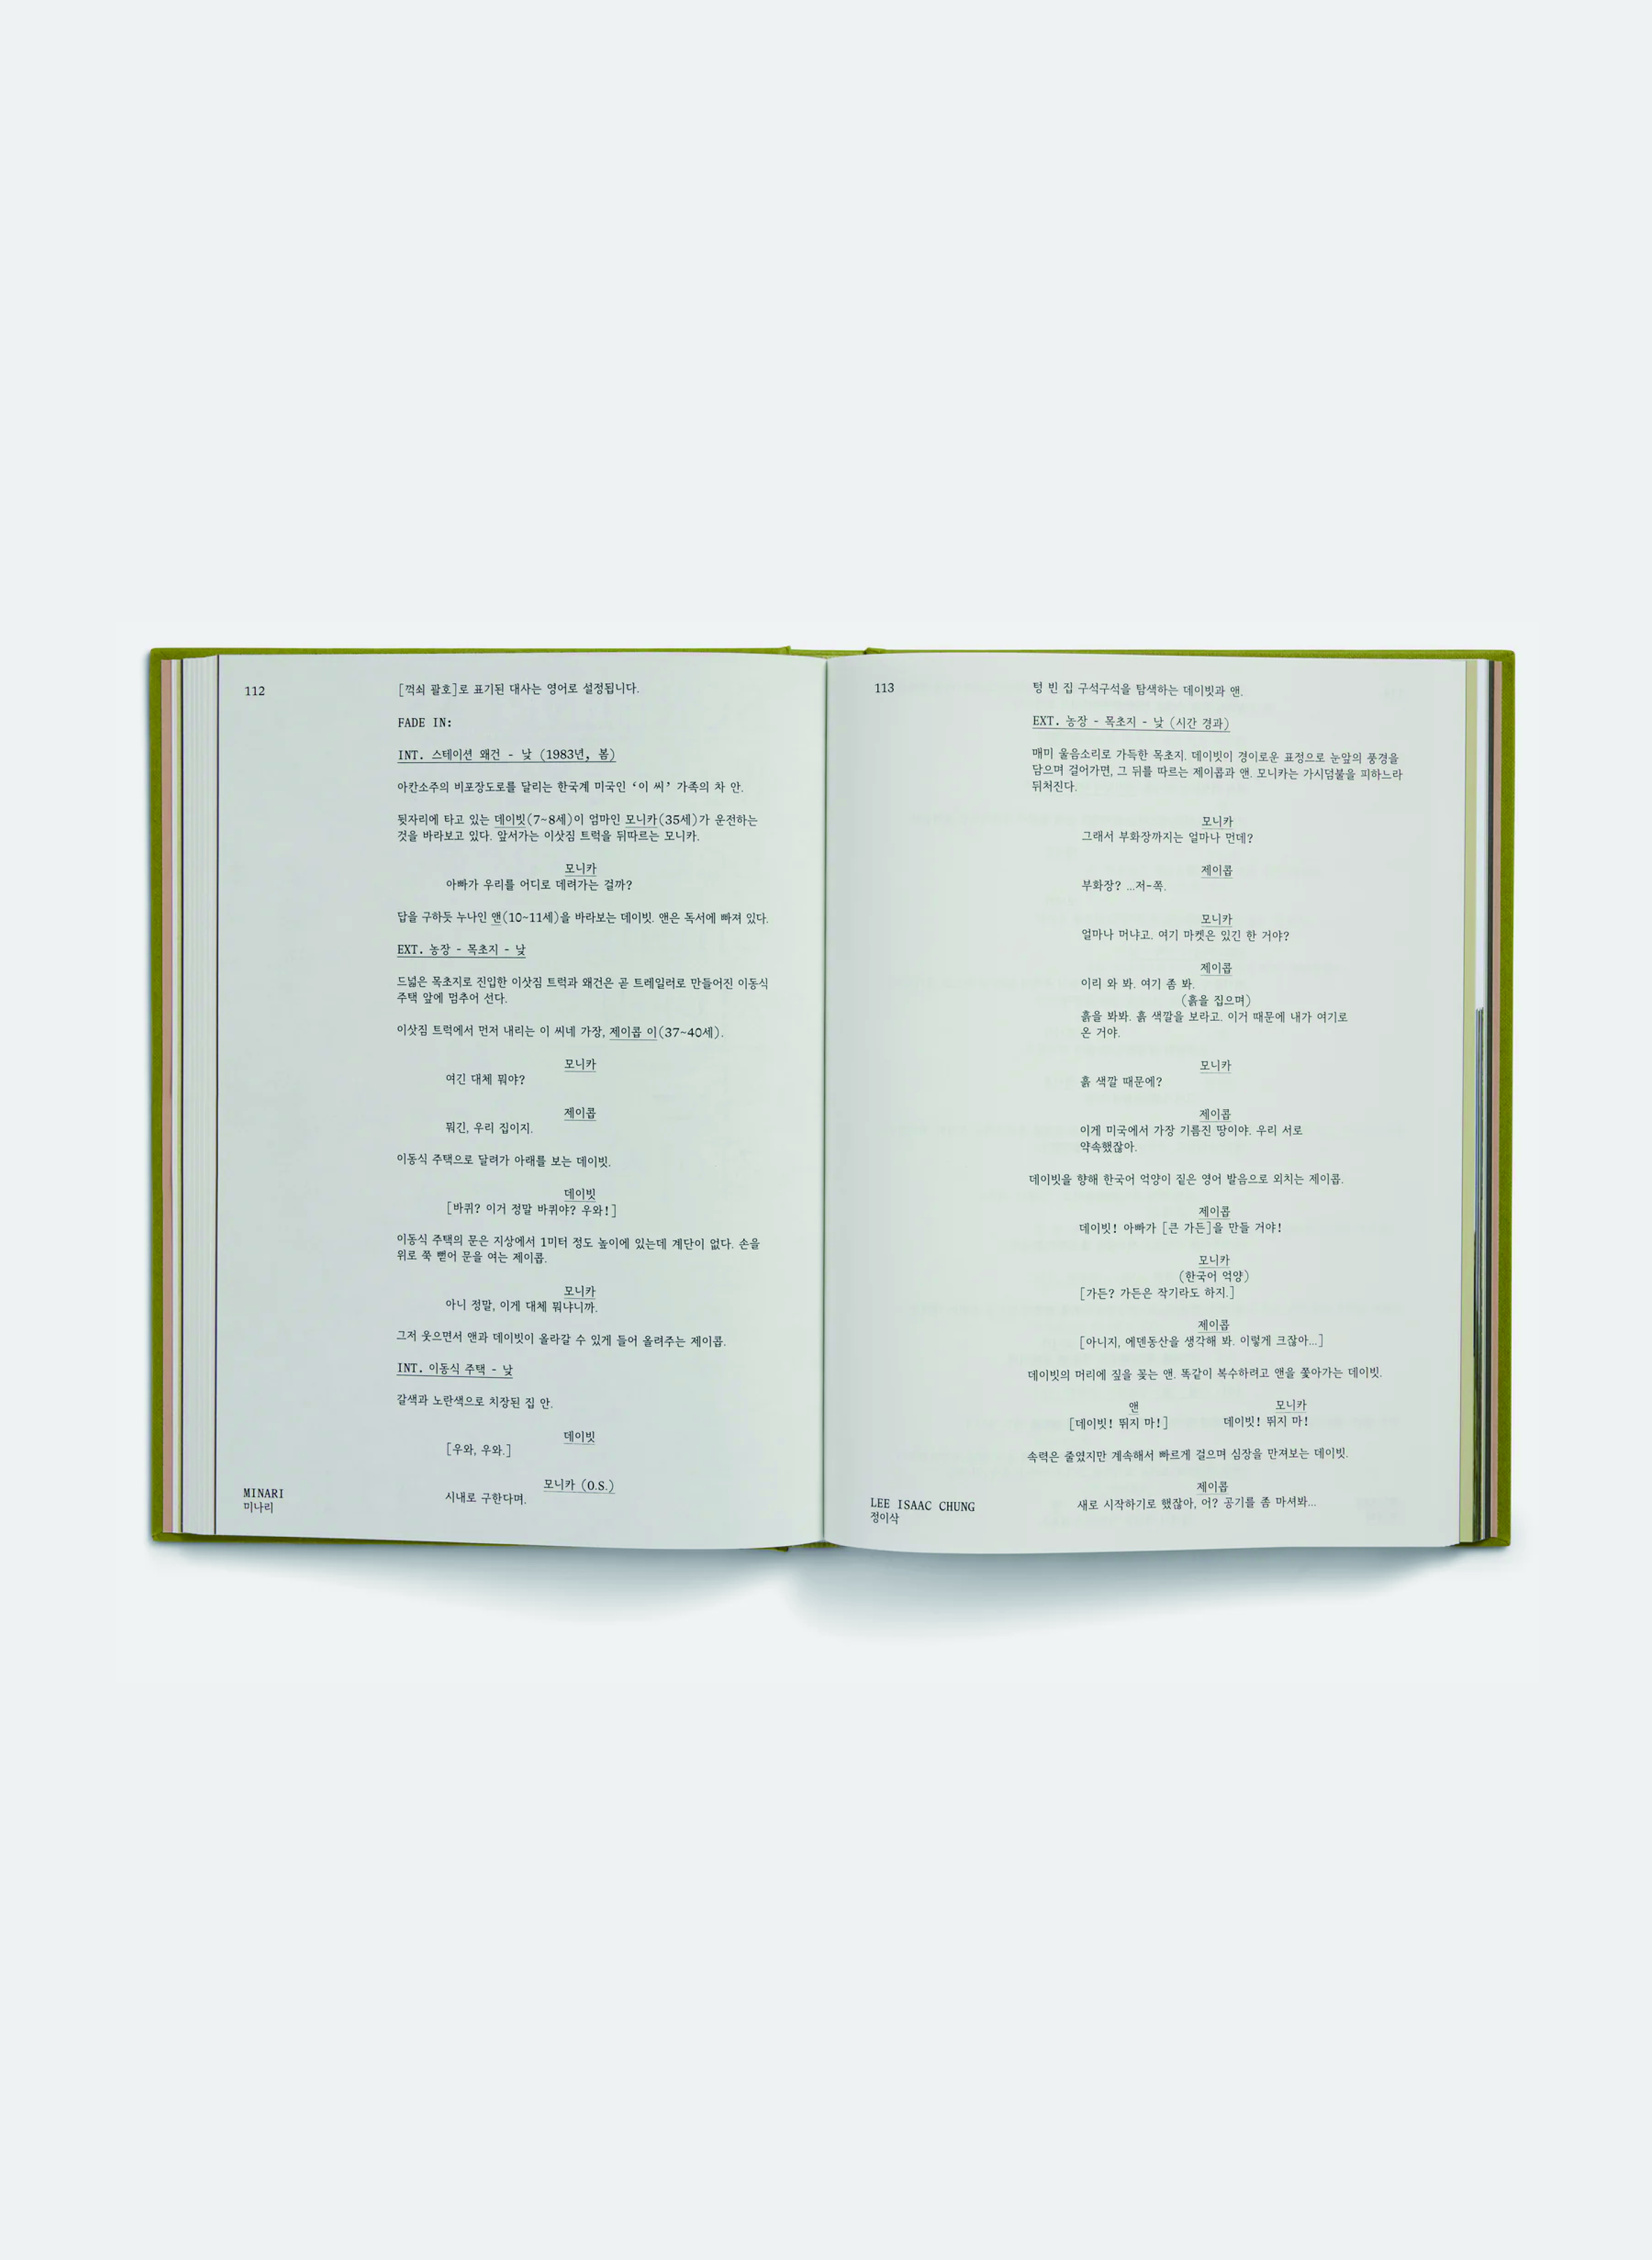 112
[꺽쇠 괄호]로 표기된 대사는 영어로 설정됩니다.
FADE IN:
INT. 스테이션 왜건 - 낮 (1983년, 봄)
아칸소주의 비포장도로를 달리는 한국계 미국인 ‘이 씨’ 가족의 차 안.
뒷자리에 타고 있는 데이빗(7~8세)이 엄마인 모니카(35세)가 운전하는
것을 바라보고 있다. 앞서가는 이삿짐 트럭을 뒤따르는 모니카.
모니카
아빠가 우리를 어디로 데려가는 걸까?
답을 구하듯 누나인 앤(10~11세)을 바라보는 데이빗. 앤은 독서에 빠져 있다.
EXT. 농장 - 목초지 - 낮
드넓은 목초지로 진입한 이삿짐 트럭과 왜건은 곧 트레일러로 만들어진 이동식
주택 앞에 멈추어 선다.
이삿짐 트럭에서 먼저 내리는 이 씨네 가장, 제이콥 이(37~40세).
모니카
여긴 대체 뭐야?
제이콥
뭐긴, 우리 집이지.
이동식 주택으로 달려가 아래를 보는 데이빗.
데이빗
[바퀴? 이거 정말 바퀴야? 우와!]
이동식 주택의 문은 지상에서 1미터 정도 높이에 있는데 계단이 없다. 손을
위로 쭉 뻗어 문을 여는 제이콥.
모니카
아니 정말, 이게 대체 뭐냐니까.
그저 웃으면서 앤과 데이빗이 올라갈 수 있게 들어 올려주는 제이콥.
INT. 이동식 주택 - 낮
갈색과 노란색으로 치장된 집 안.
데이빗
[우와, 우와.]
모니카 (O.S.)
시내로 구한다며.
MINARI
미나리
113
텅 빈 집 구석구석을 탐색하는 데이빗과 앤.
EXT. 농장 - 목초지 - 낮 (시간 경과)
매미 울음소리로 가득한 목초지. 데이빗이 경이로운 표정으로 눈앞의 풍경을
담으며 걸어가면, 그 뒤를 따르는 제이콥과 앤. 모니카는 가시덤불을 피하느라
뒤처진다.
모니카
그래서 부화장까지는 얼마나 먼데?
제이콥
부화장? ...저-쪽.
모니카
얼마나 머냐고. 여기 마켓은 있긴 한 거야?
제이콥
이리 와 봐. 여기 좀 봐.
(흙을 집으며)
흙을 봐봐. 흙 색깔을 보라고. 이거 때문에 내가 여기로
온 거야.
모니카
흙 색깔 때문에?
제이콥
이게 미국에서 가장 기름진 땅이야. 우리 서로
약속했잖아.
데이빗을 향해 한국어 억양이 짙은 영어 발음으로 외치는 제이콥.
제이콥
데이빗! 아빠가 [큰 가든]을 만들 거야!
모니카
(한국어 억양)
[가든? 가든은 작기라도 하지.]
제이콥
[아니지, 에덴동산을 생각해 봐. 이렇게 크잖아...]
데이빗의 머리에 짚을 꽂는 앤. 똑같이 복수하려고 앤을 쫓아가는 데이빗.
앤 모니카
[데이빗! 뛰지 마!] 데이빗! 뛰지 마!
속력은 줄였지만 계속해서 빠르게 걸으며 심장을 만져보는 데이빗.
제이콥
새로 시작하기로 했잖아, 어? 공기를 좀 마셔봐...
LEE ISAAC CHUNG
정이삭